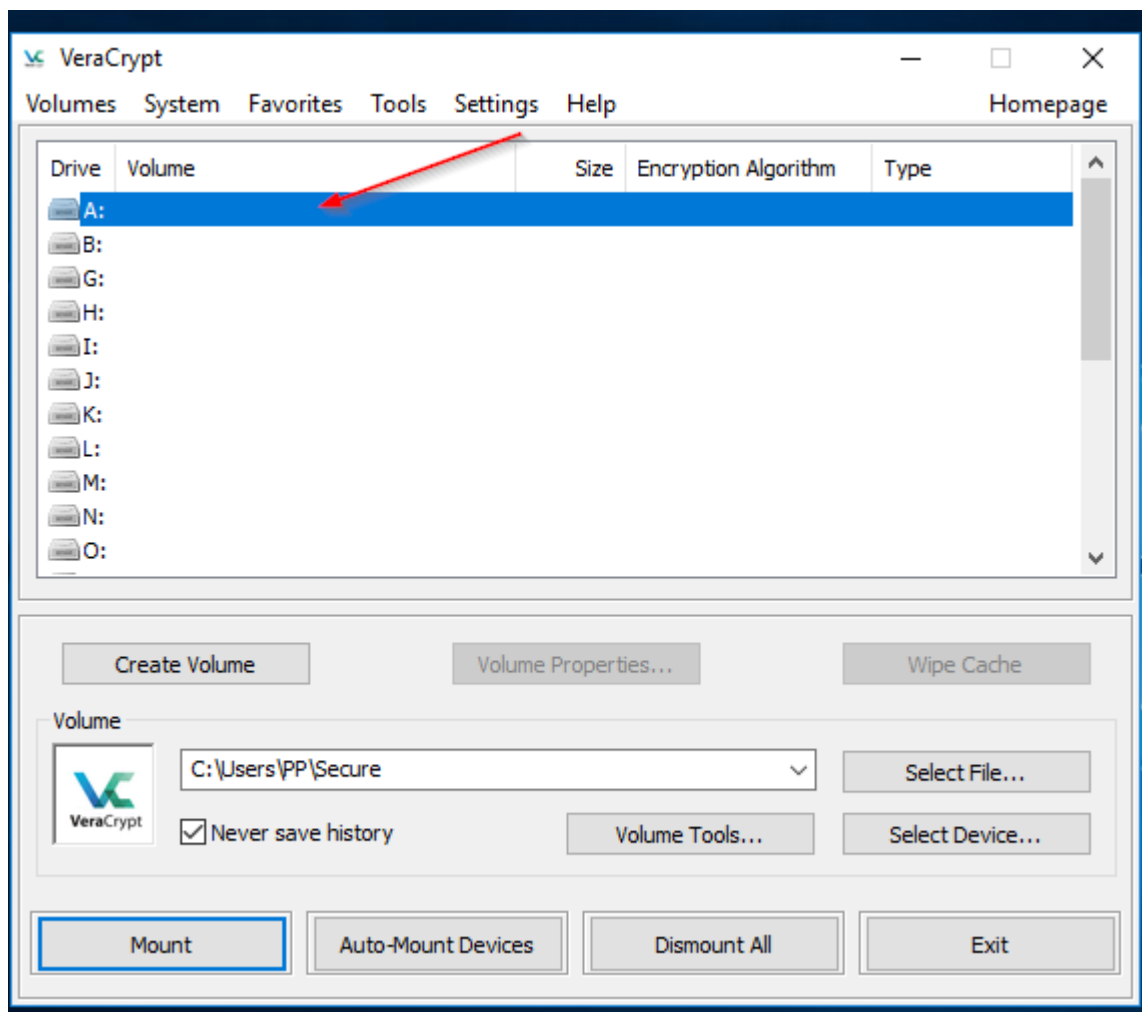 VeraCrypt
Volumes System Favorites Tools Settings Help Homepage
Drive Volume Size Encryption Algorithm Type
A:
B:
G:
H:
I:
J:
K:
L:
M:
N:
O:
Create Volume Volume Properties... Wipe Cache
Volume
C:\Users\PP\Secure Select File...
VeraCrypt
Never save history Volume Tools... Select Device...
Mount Auto-Mount Devices Dismount All Exit